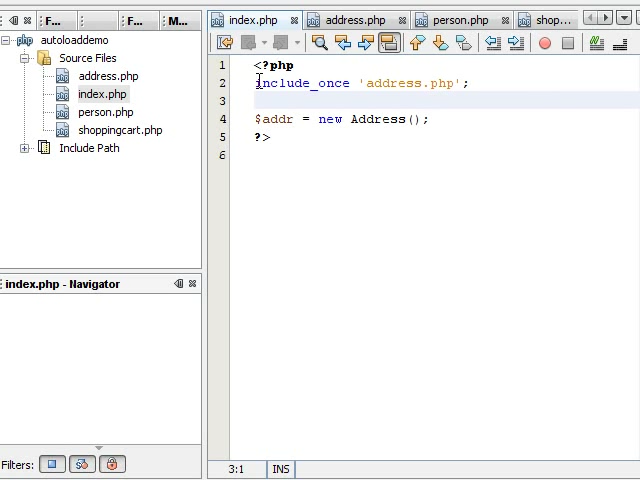 F...
F...
M...
index.php
address.php
person.php
shop...
autoloaddemo
Source Files
address.php
index.php
person.php
shoppingcart.php
Include Path
1 <?php
2 include_once 'address.php';
3
4 $addr = new Address();
5 ?>
6
index.php - Navigator
Filters:
3:1 INS